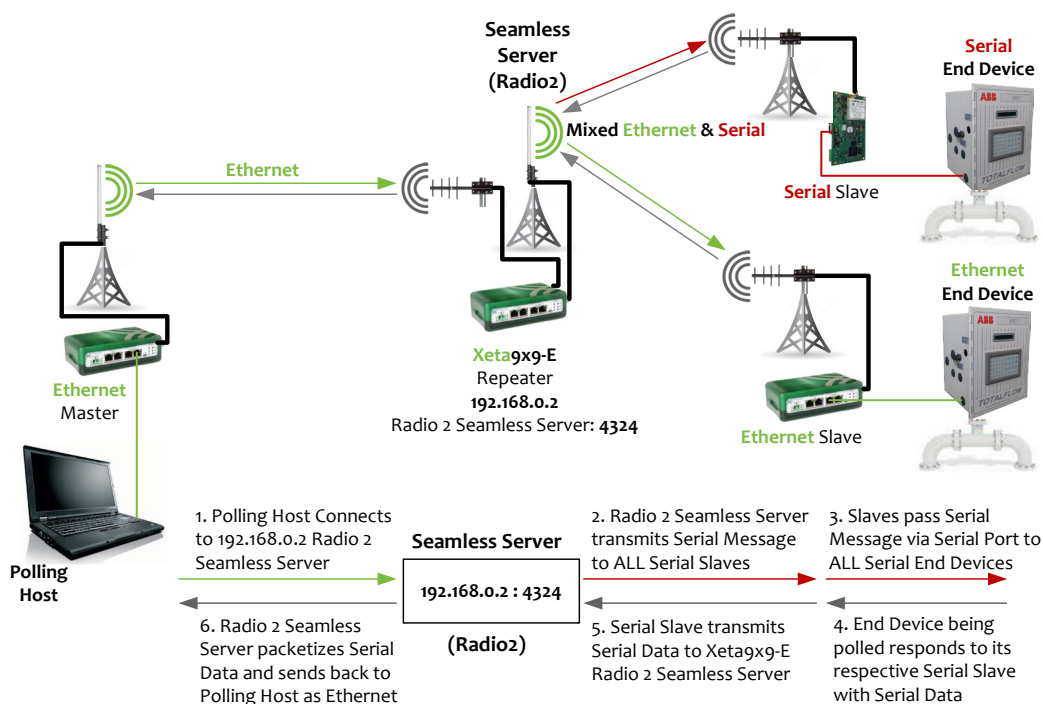 Seamless
Server
(Radio2)
Serial
End Device
ABB
TOTALFLOW
Mixed Ethernet & Serial
Ethernet
Serial Slave
Ethernet
End Device
ABB
TOTALFLOW
Ethernet
Master
Xeta9x9-E
Repeater
192.168.0.2
Radio 2 Seamless Server: 4324
Ethernet Slave
Polling
Host
1. Polling Host Connects
to 192.168.0.2 Radio 2
Seamless Server
Seamless Server
192.168.0.2 : 4324
(Radio2)
2. Radio 2 Seamless Server
transmits Serial Message
to ALL Serial Slaves
3. Slaves pass Serial
Message via Serial Port to
ALL Serial End Devices
6. Radio 2 Seamless
Server packetizes Serial
Data and sends back to
Polling Host as Ethernet
5. Serial Slave transmits
Serial Data to Xeta9x9-E
Radio 2 Seamless Server
4. End Device being
polled responds to its
respective Serial Slave
with Serial Data